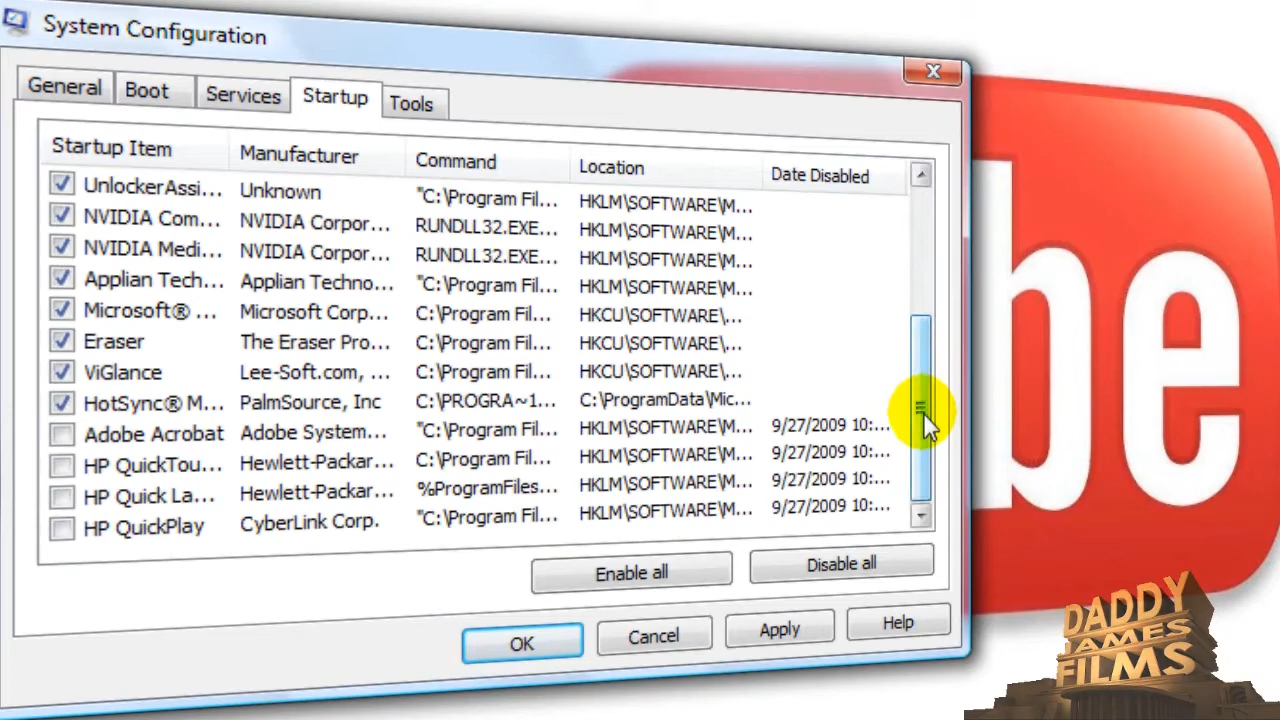 System Configuration
General Boot Services Startup Tools
Startup Item Manufacturer Command Location Date Disabled
UnlockerAssi... Unknown "C:\Program Fil... HKLM\SOFTWARE\M...
NVIDIA Com... NVIDIA Corpor... RUNDLL32.EXE... HKLM\SOFTWARE\M...
NVIDIA Medi... NVIDIA Corpor... RUNDLL32.EXE... HKLM\SOFTWARE\M...
Applian Tech... Applian Techno... "C:\Program Fil... HKLM\SOFTWARE\M...
Microsoft® ... Microsoft Corp... C:\Program Fil... HKCU\SOFTWARE\...
Eraser The Eraser Pro... C:\Program Fil... HKCU\SOFTWARE\...
ViGlance Lee-Soft.com, ... C:\Program Fil... HKCU\SOFTWARE\...
HotSync® M... PalmSource, Inc C:\PROGRA~1... C:\ProgramData\Mic...
Adobe Acrobat Adobe System... "C:\Program Fil... HKLM\SOFTWARE\M... 9/27/2009 10:...
HP QuickTou... Hewlett-Packar... C:\Program Fil... HKLM\SOFTWARE\M... 9/27/2009 10:...
HP Quick La... Hewlett-Packar... %ProgramFiles... HKLM\SOFTWARE\M... 9/27/2009 10:...
HP QuickPlay CyberLink Corp. "C:\Program Fil... HKLM\SOFTWARE\M... 9/27/2009 10:...
Enable all Disable all
OK Cancel Apply Help
be
DADDY
JAMES
FILMS